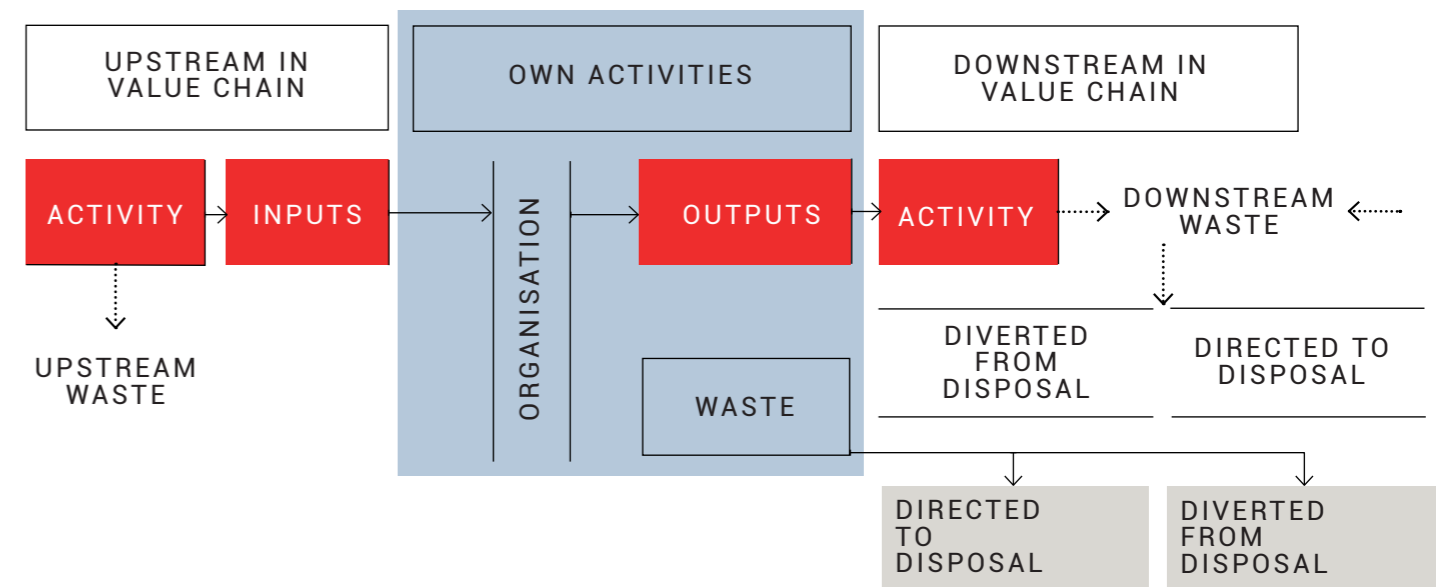 UPSTREAM IN
VALUE CHAIN
OWN ACTIVITIES
DOWNSTREAM IN
VALUE CHAIN
ACTIVITY
INPUTS
ORGANISATION
OUTPUTS
ACTIVITY
DOWNSTREAM
WASTE
UPSTREAM
WASTE
WASTE
DIVERTED
FROM
DISPOSAL
DIRECTED TO
DISPOSAL
DIRECTED
TO
DISPOSAL
DIVERTED
FROM
DISPOSAL